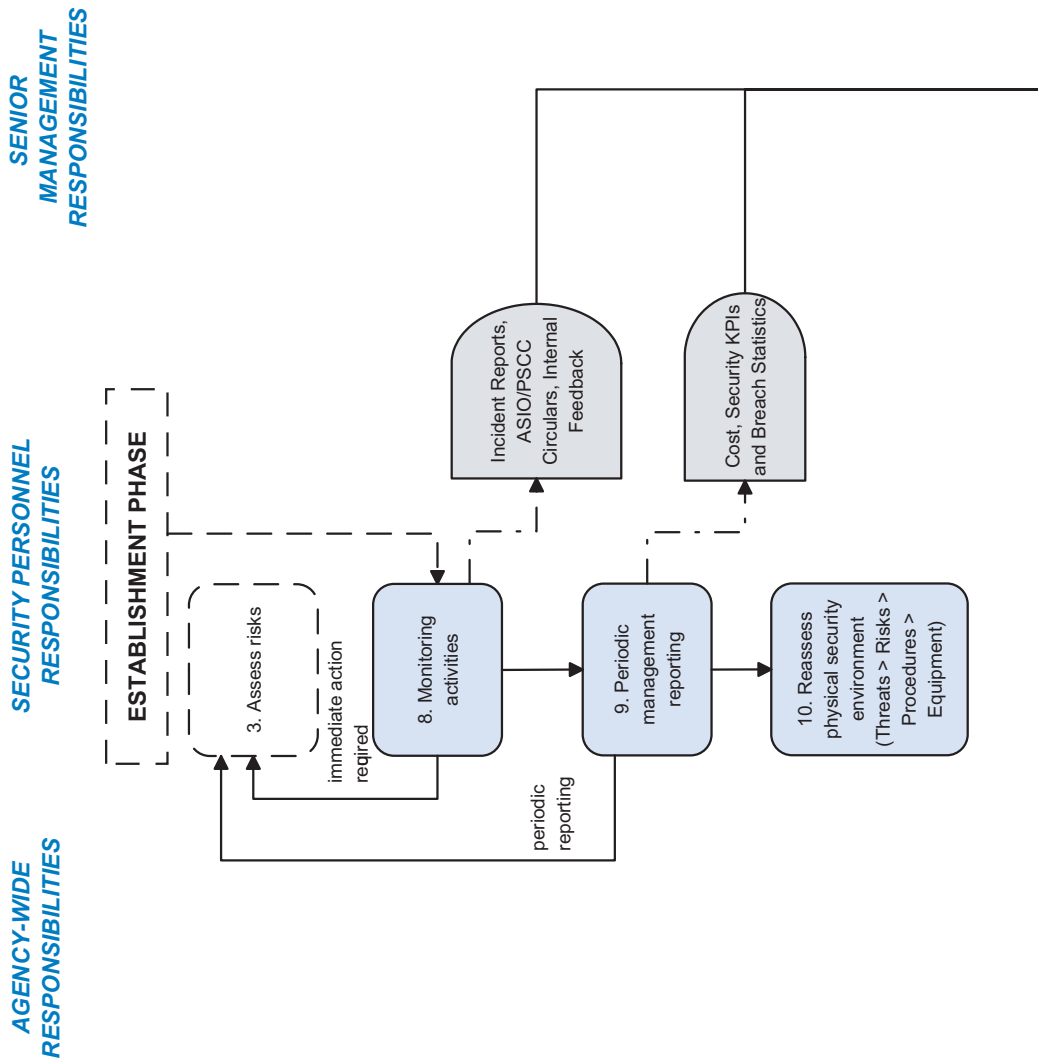 AGENCY-WIDE
RESPONSIBILITIES
SECURITY PERSONNEL
RESPONSIBILITIES
SENIOR
MANAGEMENT
RESPONSIBILITIES
ESTABLISHMENT PHASE
3. Assess risks
immediate action
reqired
8. Monitoring
activities
Incident Reports,
ASIO/PSCC
Circulars, Internal
Feedback
periodic
reporting
9. Periodic
management
reporting
Cost, Security KPIs
and Breach Statistics
10. Reassess
physical security
environment
(Threats > Risks >
Procedures >
Equipment)